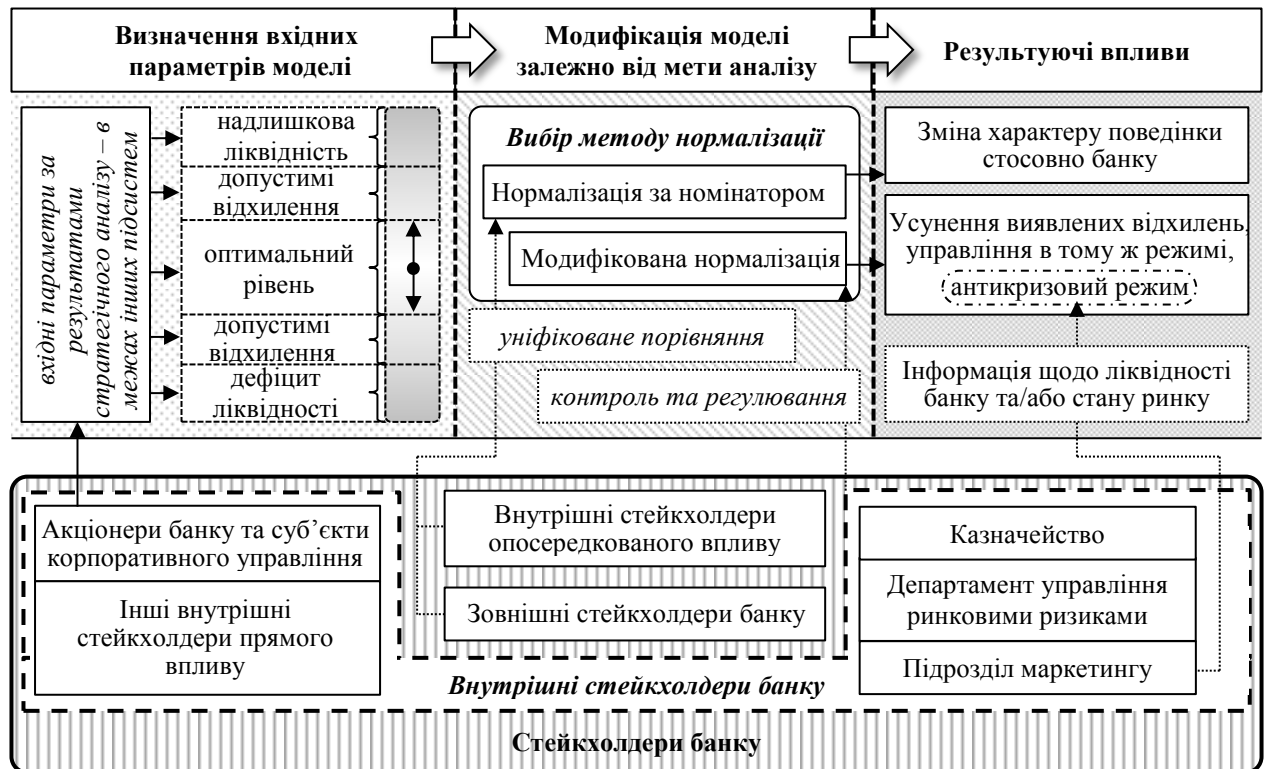 Визначення вхідних
параметрів моделі
Модифікація моделі
залежно від мети аналізу
Результуючі впливи
вхідні параметри за
результатами
стратегічного аналізу – в
межах інших підсистем
надлишкова
ліквідність
допустимі
відхилення
оптимальний
рівень
допустимі
відхилення
дефіцит
ліквідності
Вибір методу нормалізації
Нормалізація за номінатором
Модифікована нормалізація
уніфіковане порівняння
контроль та регулювання
Зміна характеру поведінки
стосовно банку
Усунення виявлених відхилень,
управління в тому ж режимі,
антикризовий режим
Інформація щодо ліквідності
банку та/або стану ринку
Акціонери банку та суб’єкти
корпоративного управління
Інші внутрішні
стейкхолдери прямого
впливу
Внутрішні стейкхолдери
опосередкованого впливу
Зовнішні стейкхолдери банку
Казначейство
Департамент управління
ринковими ризиками
Підрозділ маркетингу
Внутрішні стейкхолдери банку
Стейкхолдери банку